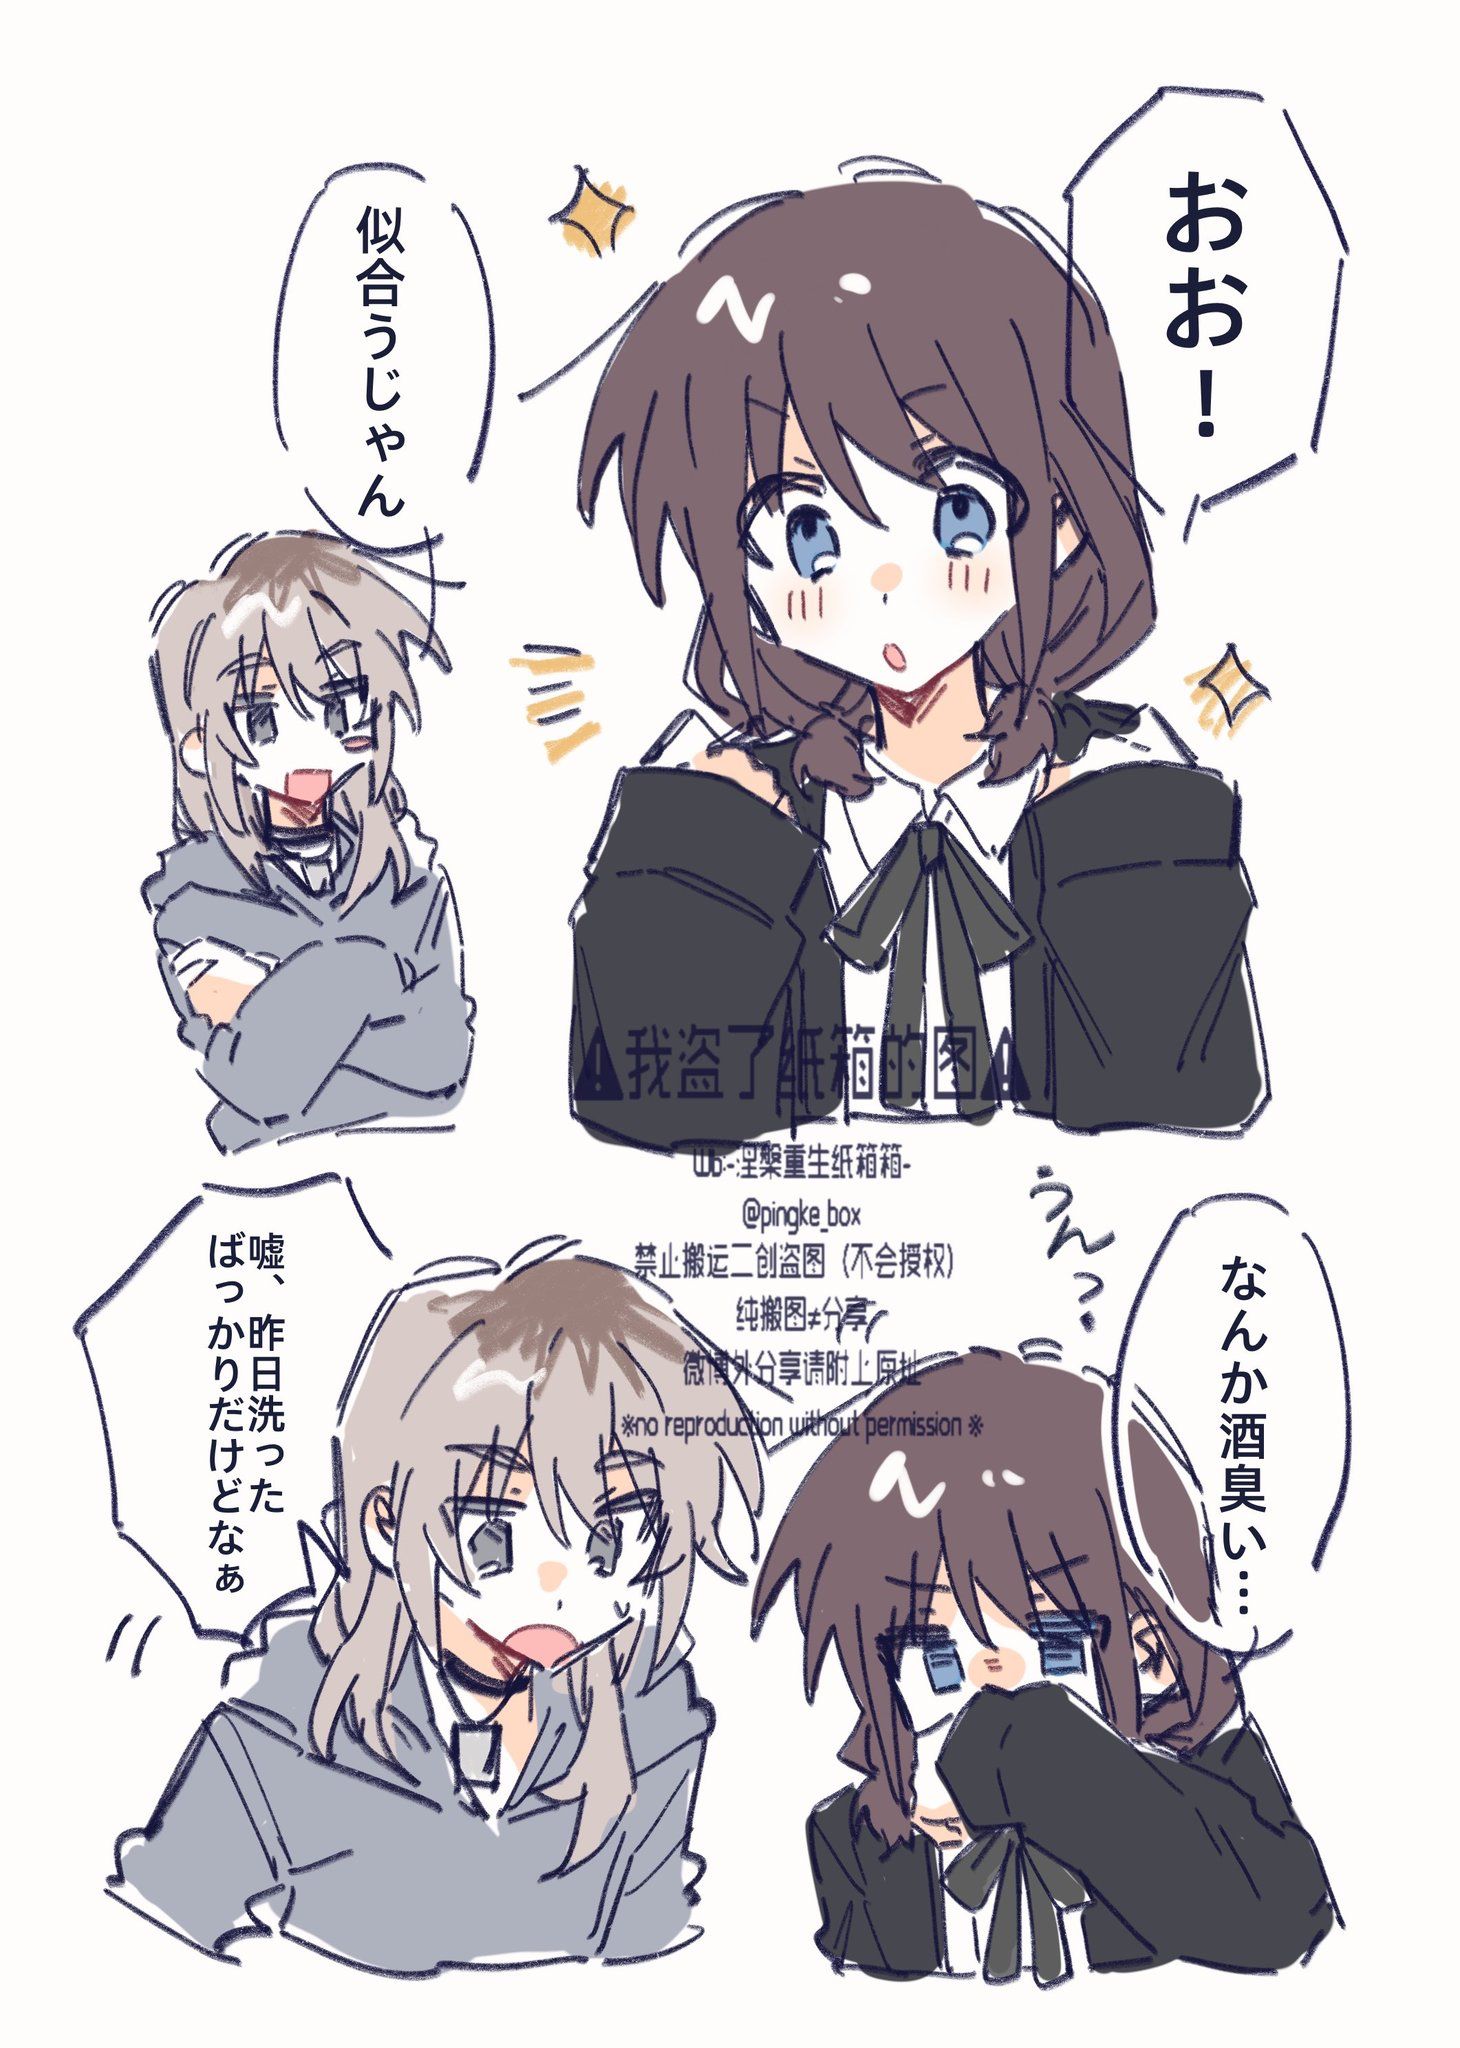 おお！
似合うじゃん
⚠我盗了纸箱的图⚠
Wb:-涅槃重生纸箱箱-
@pingke_box
禁止搬运二创盗图（不会授权）
纯搬图≠分享
微博外分享请附上原址
※no reproduction without permission※
うんっ
なんか酒臭い…
嘘、昨日洗った
ばっかりだけどなぁ